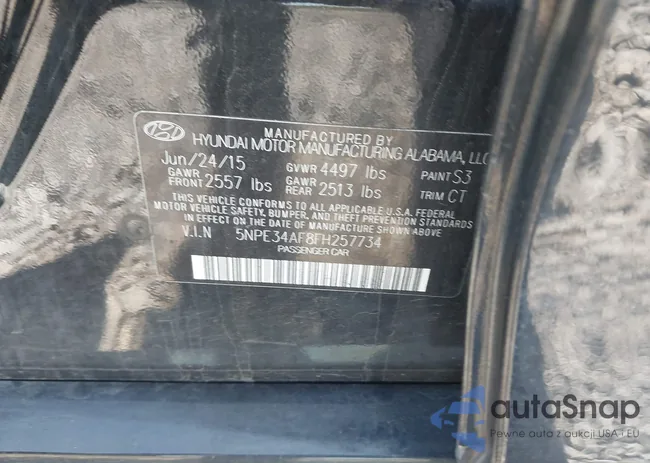 MANUFACTURED BY
HYUNDAI MOTOR MANUFACTURING ALABAMA, LLC
Jun/24/15 GVWR 4497 lbs PAINT S3
GAWR FRONT 2557 lbs GAWR REAR 2513 lbs TRIM CT
THIS VEHICLE CONFORMS TO ALL APPLICABLE U.S.A FEDERAL
MOTOR VEHICLE SAFETY, BUMPER, AND THEFT PREVENTION STANDARDS
IN EFFECT ON THE DATE OF MANUFACTURE SHOWN ABOVE.
V.I.N 5NPE34AF8FH257734
PASSENGER CAR
autaSnap
Pewne auta z aukcji USA i EU